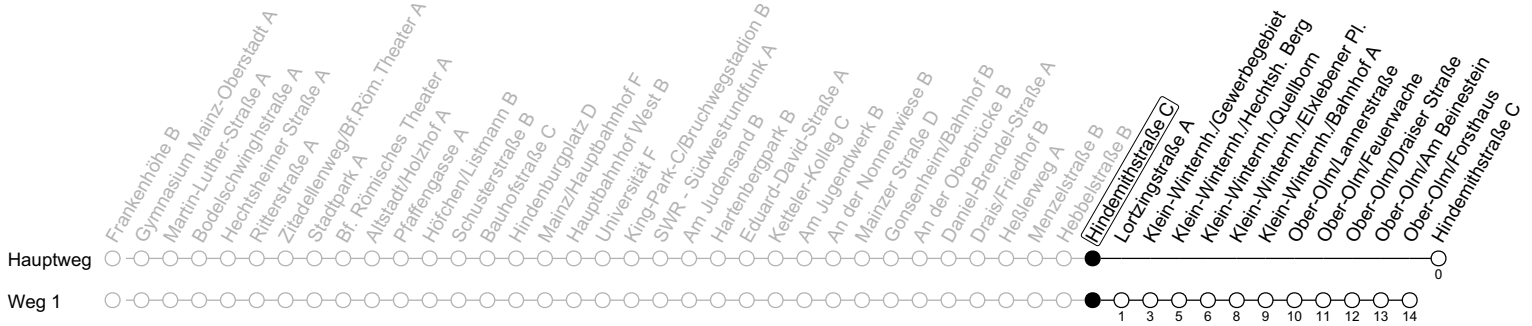 Frankenhöhe B
Gymnasium Mainz-Oberstadt A
Martin-Luther-Straße A
Bodelschwinghstraße A
Hechtsheimer Straße A
Ritterstraße A
Zitadellenweg/Bf.Röm. Theater A
Stadtpark A
Bf. Römisches Theater A
Altstadt/Holzhof A
Pfaffengasse A
Höfchen/Listmann B
Schusterstraße B
Bauhofstraße C
Hindenburgplatz D
Mainz/Hauptbahnhof F
Hauptbahnhof West B
Universität F
King-Park-C/Bruchwegstadion B
SWR - Südwestrundfunk A
Am Judensand B
Hartenbergpark B
Eduard-David-Straße A
Ketteler-Kolleg C
Am Jugendwerk B
An der Nonnenwiese B
Mainzer Straße D
Gonsenheim/Bahnhof B
An der Oberbrücke B
Daniel-Brendel-Straße A
Drais/Friedhof B
Heßlerweg A
Menzelstraße B
Hebbelstraße B
Hindemithstraße C
Lortzingstraße A
Klein-Winternh./Gewerbegebiet
Klein-Winternh./Hechtsh. Berg
Klein-Winternh./Quellborn
Klein-Winternh./Exlebener Pl.
Klein-Winternh./Bahnhof A
Ober-Olm/Lannerstraße
Ober-Olm/Feuerwache
Ober-Olm/Draiser Straße
Ober-Olm/Am Beinestein
Ober-Olm/Forsthaus
Hindemithstraße C
Hauptweg
0
Weg 1
1 3 5 6 8 9 10 11 12 13 14